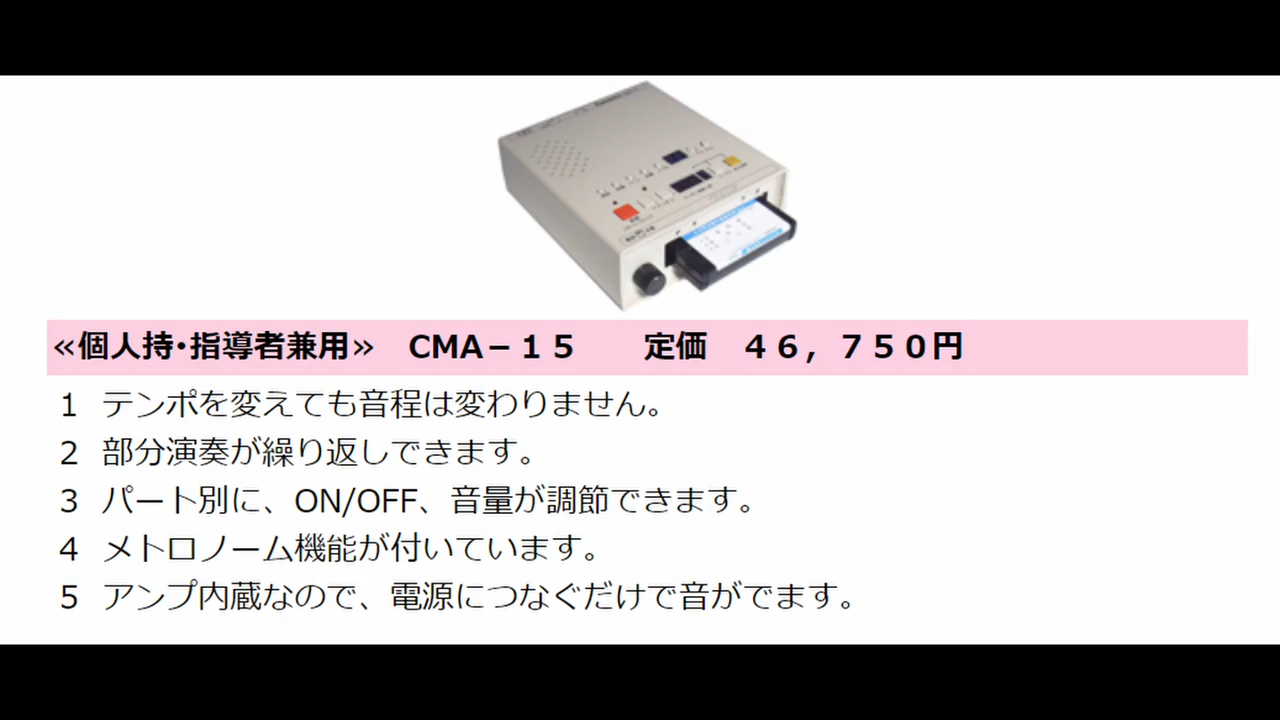 ≪個人持・指導者兼用≫ CMA－１５ 定価 ４６，７５０円
1 テンポを変えても音程は変わりません。
2 部分演奏が繰り返しできます。
3 パート別に、ON/OFF、音量が調節できます。
4 メトロノーム機能が付いています。
5 アンプ内蔵なので、電源につなぐだけで音がでます。